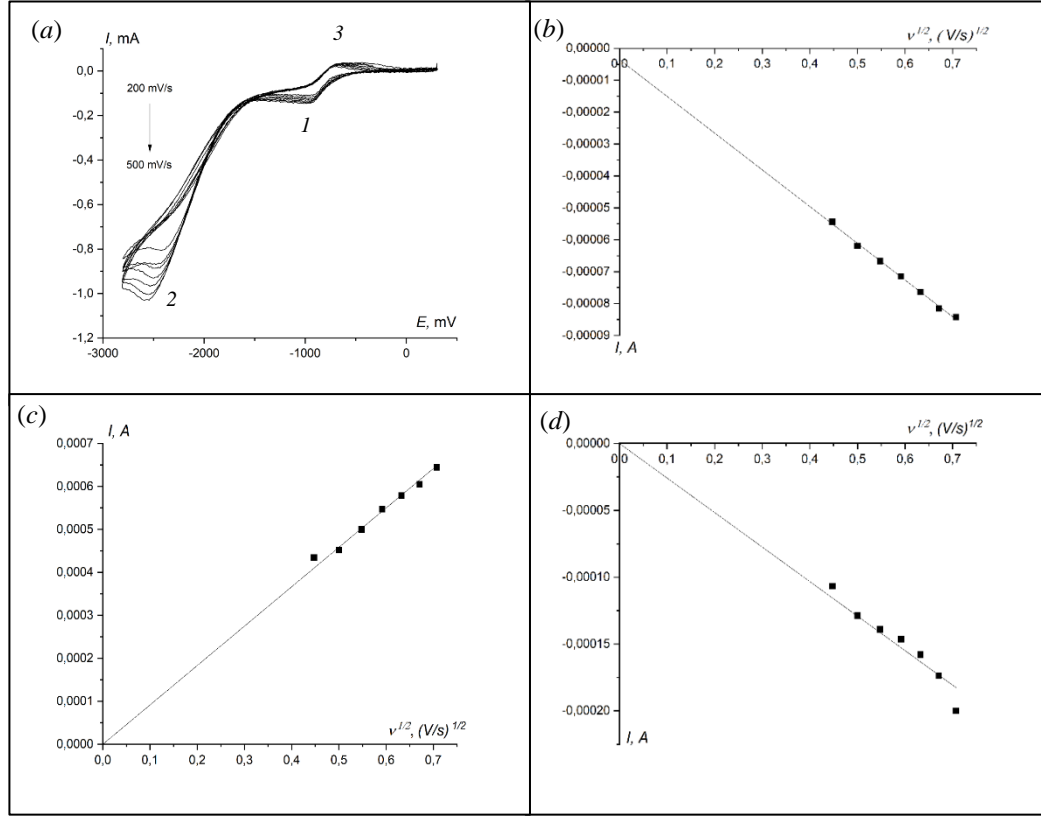 (a)
I, mA
3
0,0
200 mV/s
-0,2
1
-0,4
500 mV/s
-0,6
-0,8
2
-1,0
E, mV
-1,2
-3000 -2000 -1000 0
(b)
ν^1/2, (V/s)^1/2
0,00000
0,0 0,1 0,2 0,3 0,4 0,5 0,6 0,7
-0,00001
-0,00002
-0,00003
-0,00004
-0,00005
-0,00006
-0,00007
-0,00008
-0,00009
I, A
(c)
I, A
0,0007
0,0006
0,0005
0,0004
0,0003
0,0002
0,0001
ν^1/2, (V/s)^1/2
0,0000
0,0 0,1 0,2 0,3 0,4 0,5 0,6 0,7
(d)
ν^1/2, (V/s)^1/2
0,00000
0,0 0,1 0,2 0,3 0,4 0,5 0,6 0,7
-0,00005
-0,00010
-0,00015
-0,00020
I, A